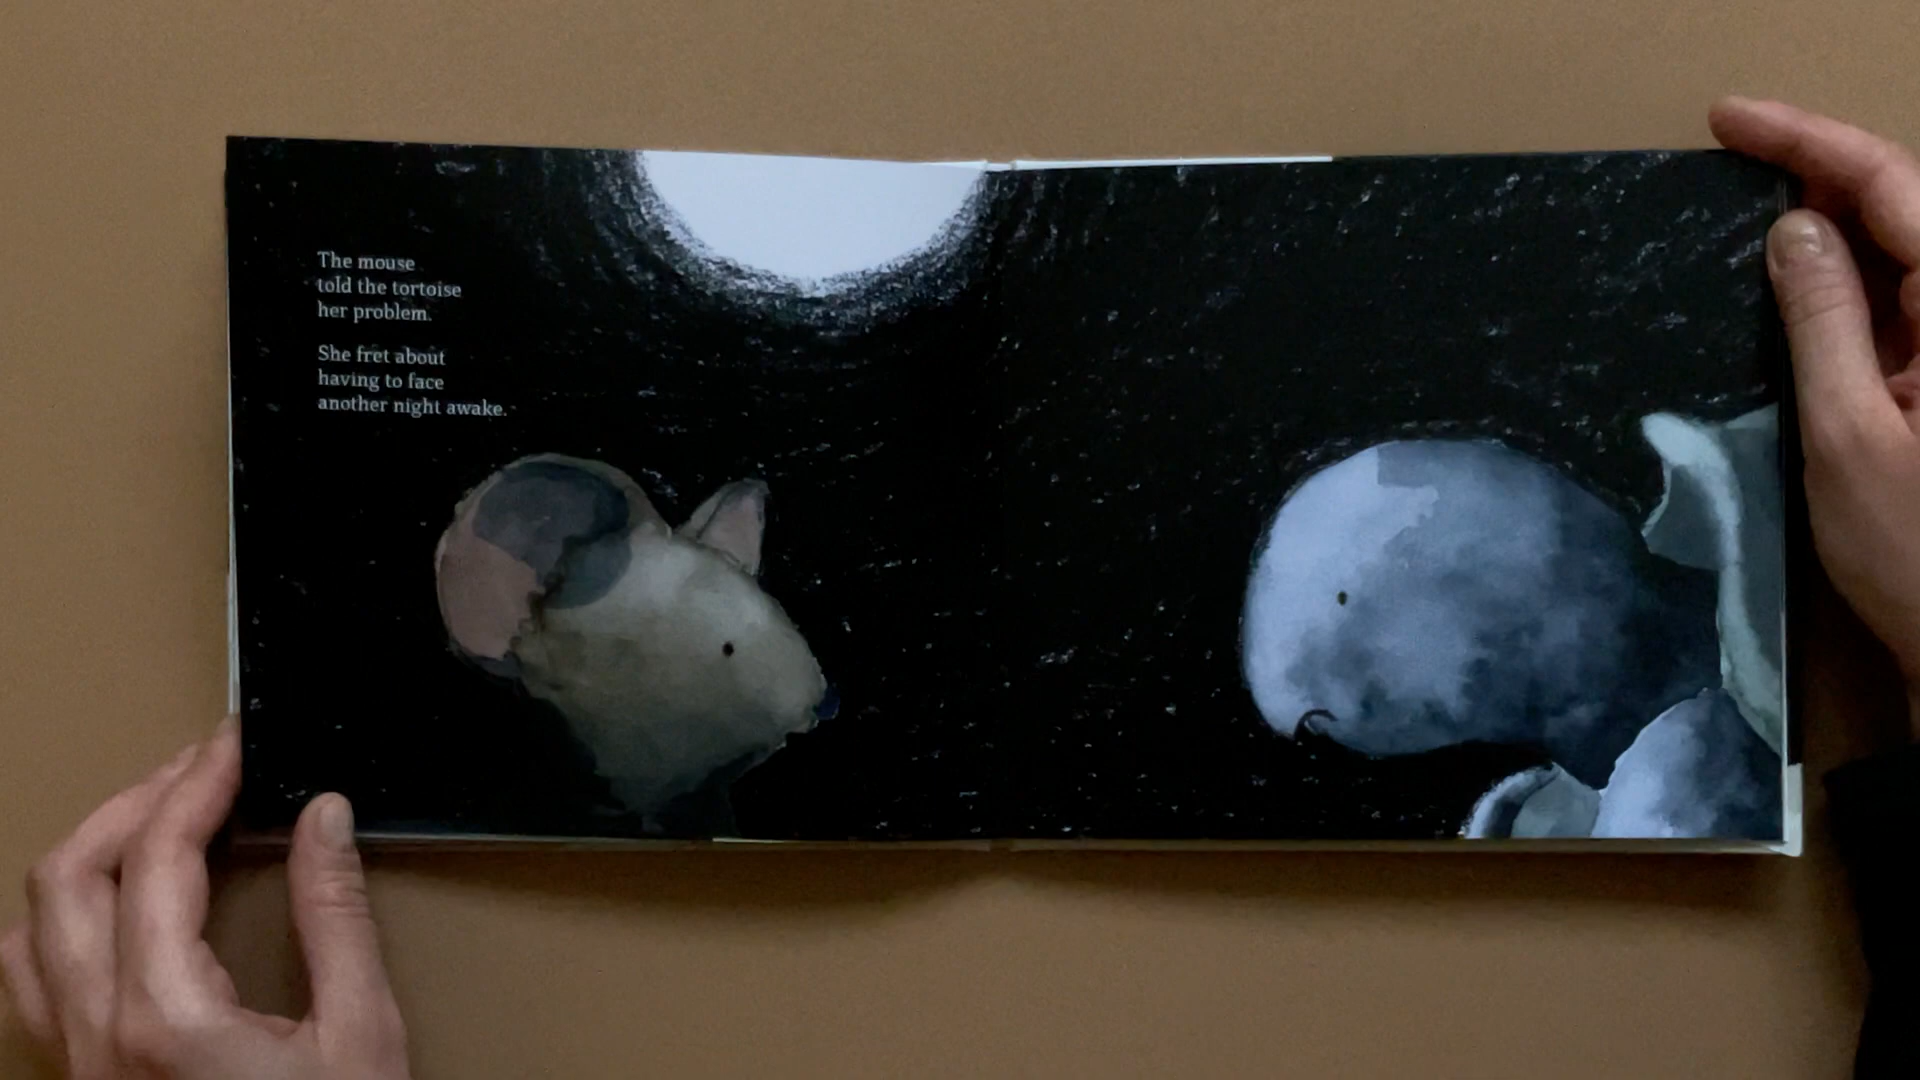 The mouse
told the tortoise
her problem.
She fret about
having to face
another night awake.